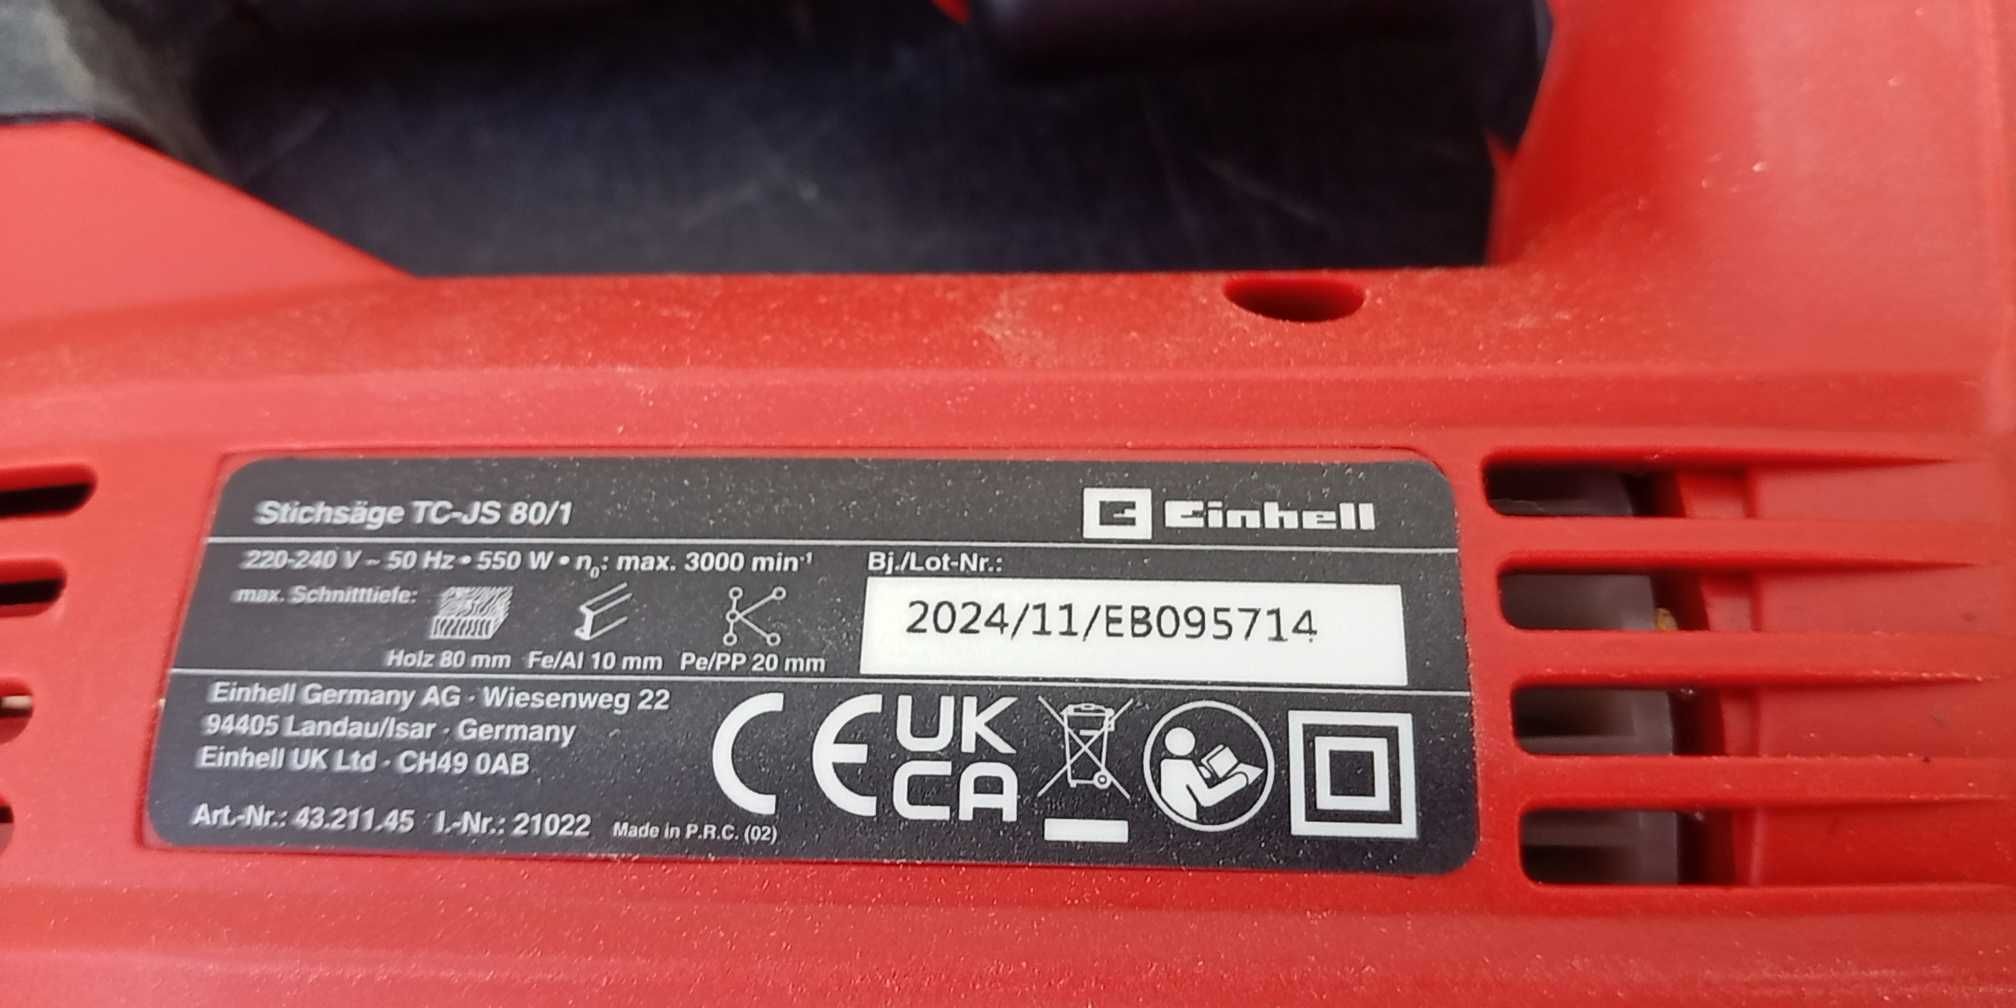 Stichsäge TC-JS 80/1
Einhell
220-240 V ~ 50 Hz • 550 W • n₀: max. 3000 min⁻¹
Bj./Lot-Nr.:
max. Schnitttiefe:
2024/11/EB095714
Holz 80 mm Fe/Al 10 mm Pe/PP 20 mm
Einhell Germany AG · Wiesenweg 22
94405 Landau/Isar · Germany
Einhell UK Ltd · CH49 0AB
CE
UK
CA
Art.-Nr.: 43.211.45 I.-Nr.: 21022 Made in P.R.C. (02)